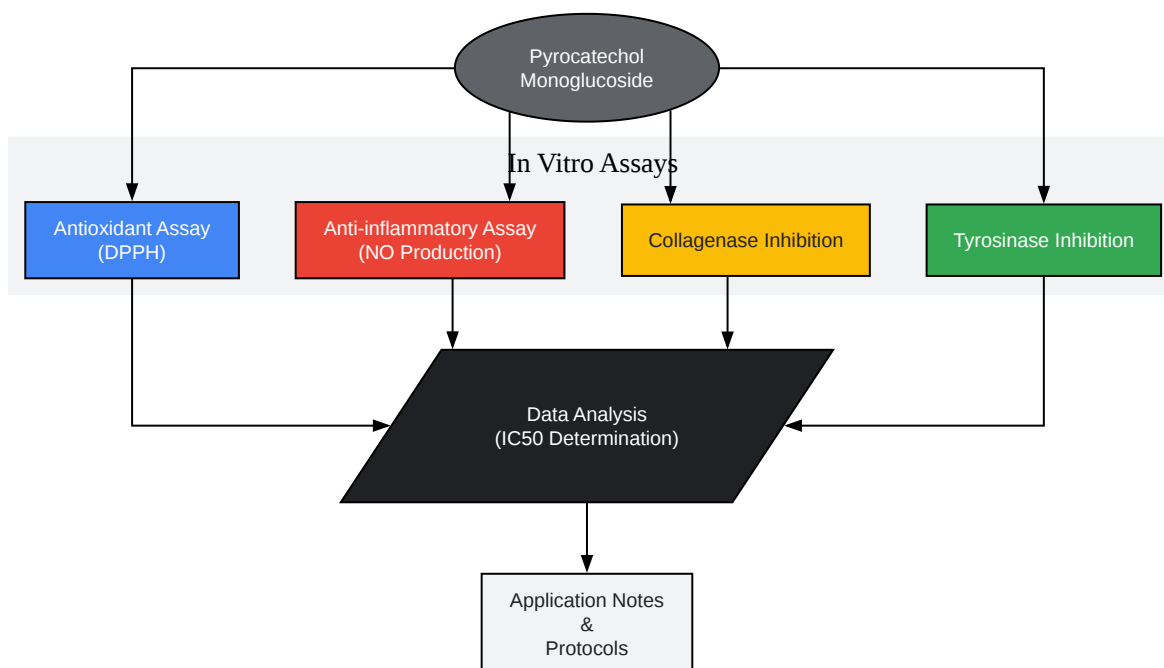 Pyrocatechol
Monoglucoside
In Vitro Assays
Antioxidant Assay
(DPPH)
Anti-inflammatory Assay
(NO Production)
Collagenase Inhibition
Tyrosinase Inhibition
Data Analysis
(IC50 Determination)
Application Notes
&
Protocols